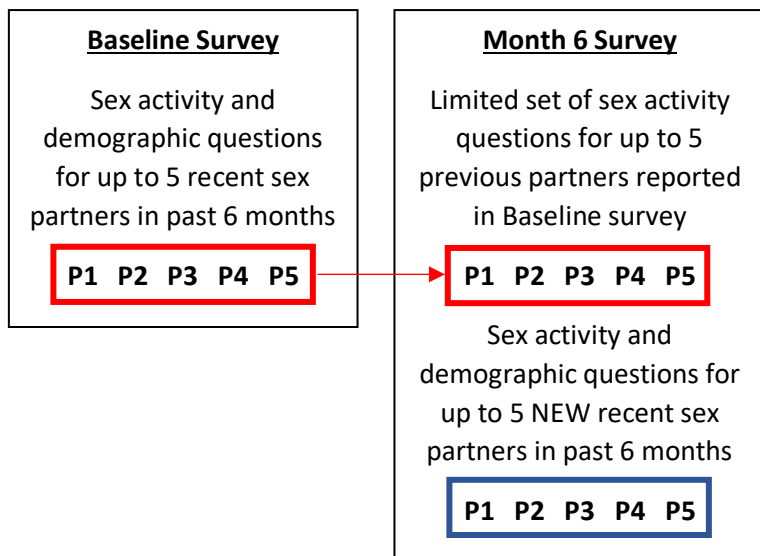 Baseline Survey
Sex activity and
demographic questions
for up to 5 recent sex
partners in past 6 months
P1 P2 P3 P4 P5
Month 6 Survey
Limited set of sex activity
questions for up to 5
previous partners reported
in Baseline survey
P1 P2 P3 P4 P5
Sex activity and
demographic questions for
up to 5 NEW recent sex
partners in past 6 months
P1 P2 P3 P4 P5